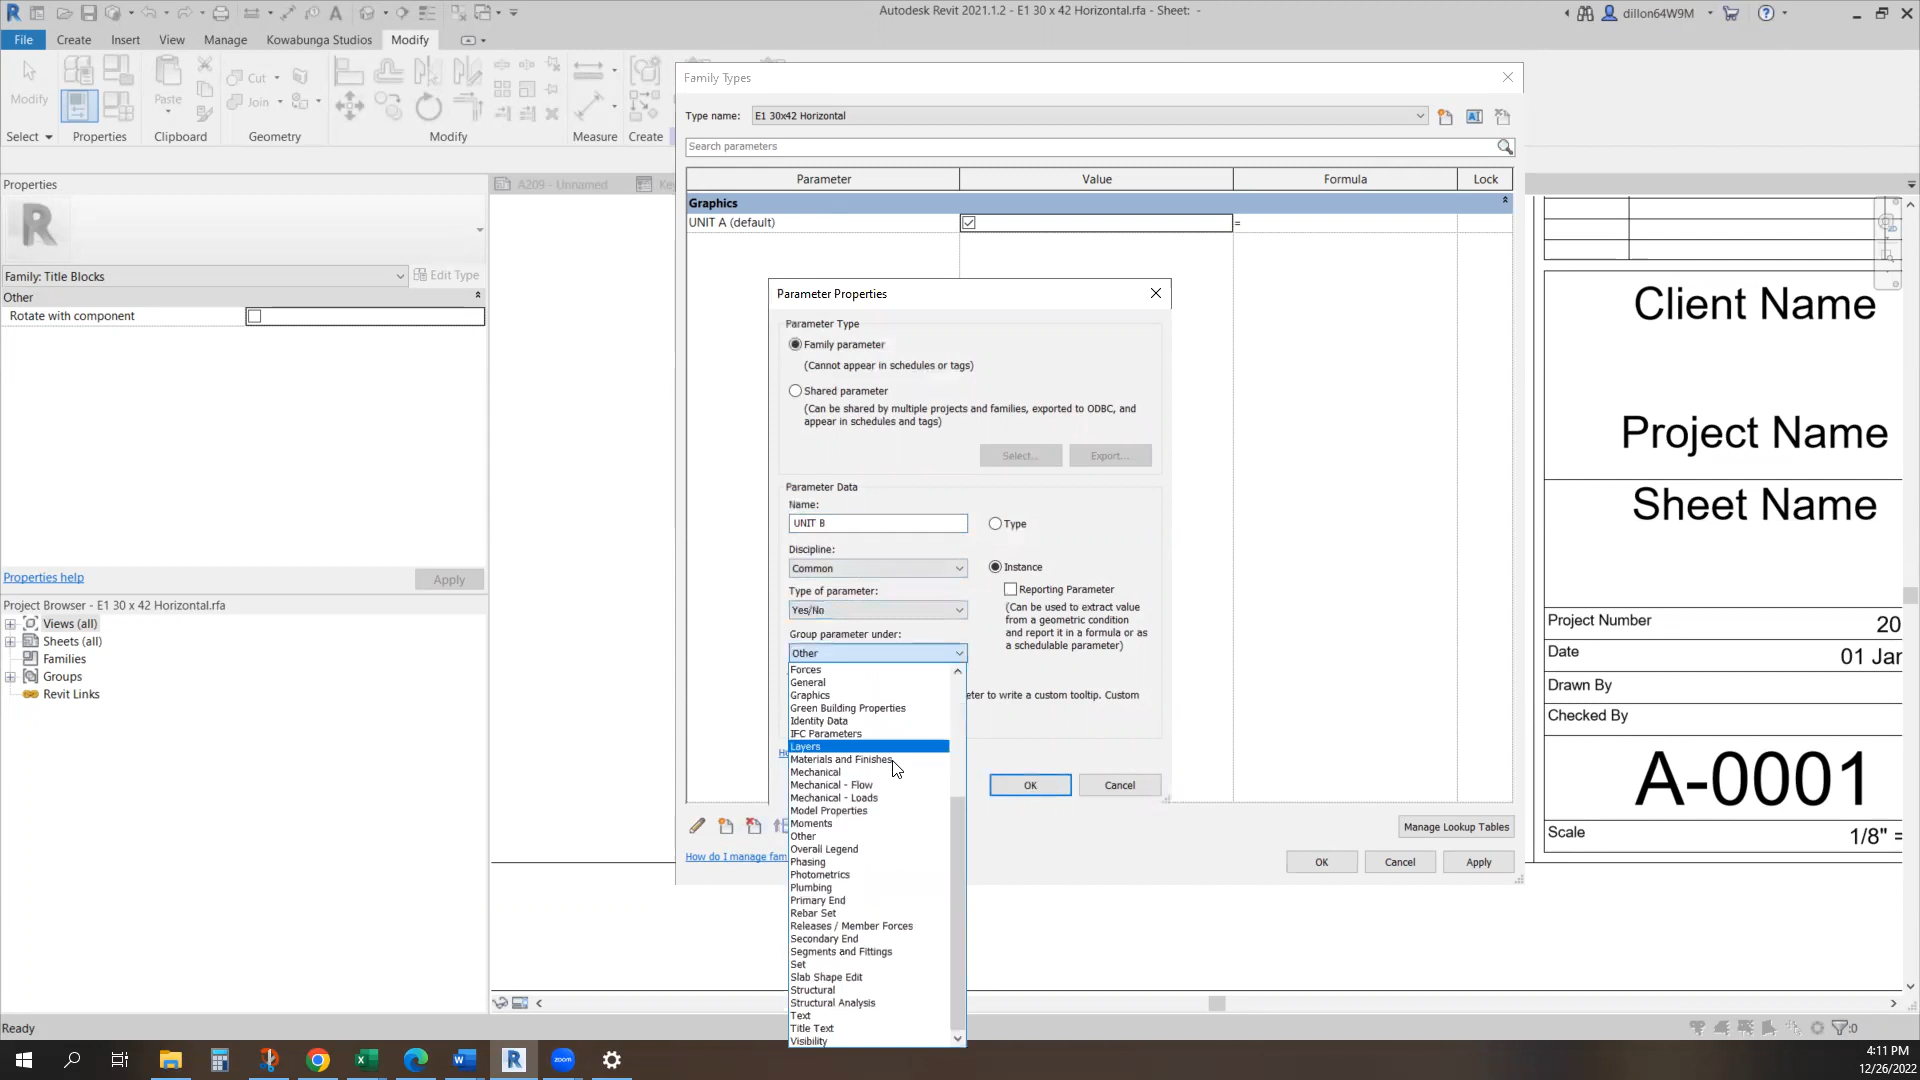 Autodesk Revit 2021.1.2 - E1 30 x 42 Horizontal.rfa - Sheet: -
dillon64W9M
File Create Insert View Manage Kowabunga Studios Modify
Modify
Paste
Cut
Join
Select Properties Clipboard Geometry Modify Measure Create
Properties
Family: Title Blocks
Edit Type
Other
Rotate with component
Properties help
Apply
Project Browser - E1 30 x 42 Horizontal.rfa
Views (all)
Sheets (all)
Families
Groups
Revit Links
Ready
A209 - Unnamed
Family Types
Type name:
E1 30x42 Horizontal
Search parameters
Parameter Value Formula Lock
Graphics
UNIT A (default)
=
Parameter Properties
Parameter Type
Family parameter
(Cannot appear in schedules or tags)
Shared parameter
(Can be shared by multiple projects and families, exported to ODBC, and
appear in schedules and tags)
Select...
Export...
Parameter Data
Name:
UNIT B
Type
Discipline:
Common
Instance
Type of parameter:
Yes/No
Reporting Parameter
(Can be used to extract value
from a geometric condition
and report it in a formula or as
a schedulable parameter)
Group parameter under:
Other
Forces
General
Graphics
Green Building Properties
Identity Data
IFC Parameters
Layers
Materials and Finishes
Mechanical
Mechanical - Flow
Mechanical - Loads
Model Properties
Moments
Other
Overall Legend
Phasing
Photometrics
Plumbing
Primary End
Rebar Set
Releases / Member Forces
Secondary End
Segments and Fittings
Set
Slab Shape Edit
Structural
Structural Analysis
Text
Title Text
Visibility
eter to write a custom tooltip. Custom
OK
Cancel
Manage Lookup Tables
How do I manage fam
OK
Cancel
Apply
Client Name
Project Name
Sheet Name
Project Number 20
Date 01 Jar
Drawn By
Checked By
A-0001
Scale 1/8" =
:0
4:11 PM
12/26/2022